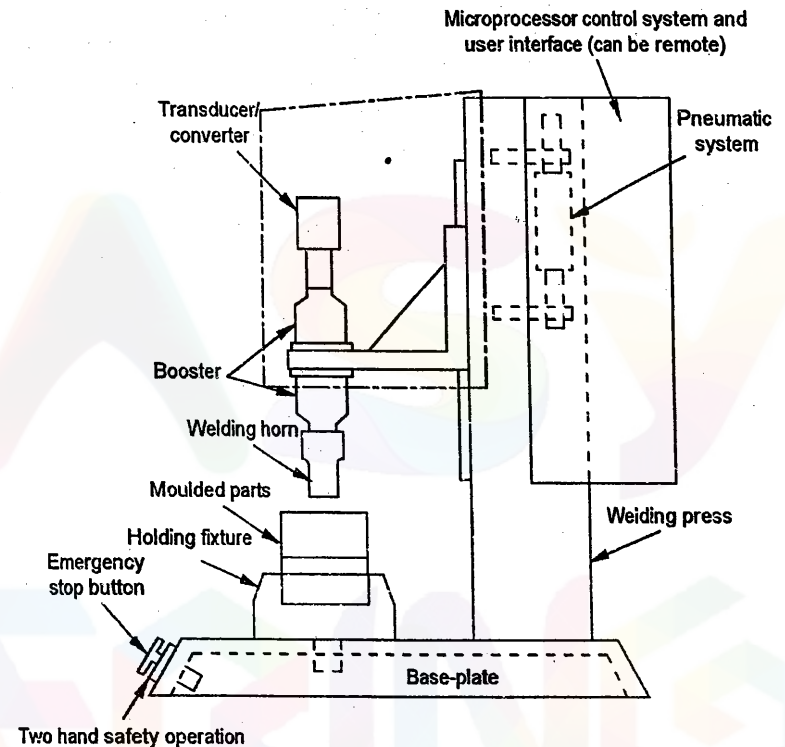 Microprocessor control system and
user interface (can be remote)
Transducer/
converter
Pneumatic
system
Booster
Welding horn
Moulded parts
Holding fixture
Emergency
stop button
Welding press
Base-plate
Two hand safety operation